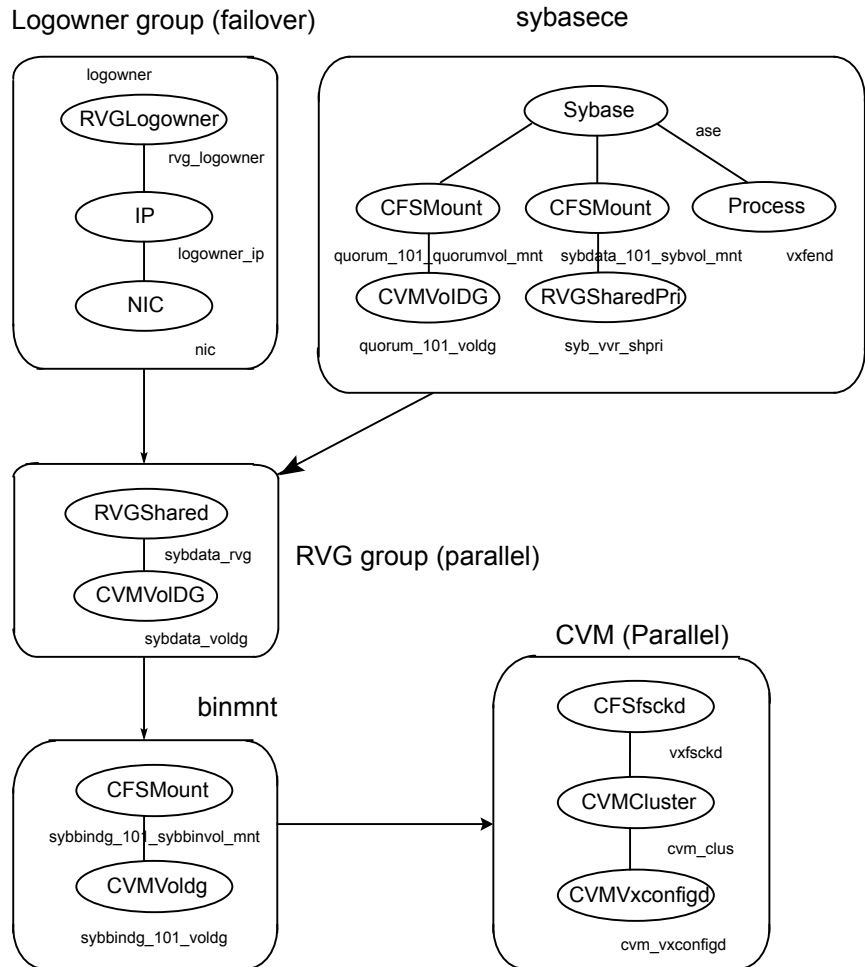 Logowner group (failover)
sybasece
logowner
RVGLogowner
rvg_logowner
IP
logowner_ip
NIC
nic
Sybase
ase
CFSMount
CFSMount
Process
quorum_101_quorumvol_mnt
sybdata_101_sybvol_mnt
vxfend
CVMVolDG
RVGSharedPri
quorum_101_voldg
syb_vvr_shpri
RVGShared
sybdata_rvg
CVMVolDG
sybdata_voldg
RVG group (parallel)
binmnt
CFSMount
sybbindg_101_sybbinvol_mnt
CVMVoldg
sybbindg_101_voldg
CVM (Parallel)
CFSfsckd
vxfsckd
CVMCluster
cvm_clus
CVMVxconfigd
cvm_vxconfigd